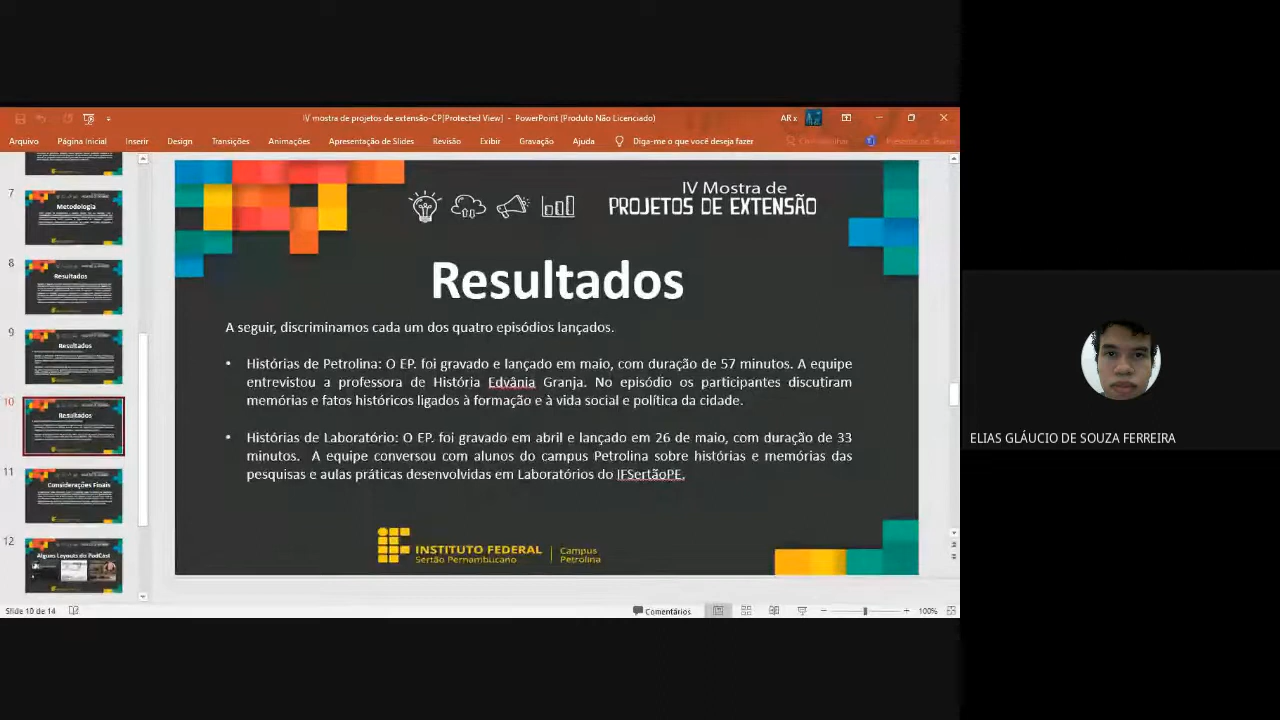 IV mostra de projetos de extensão-CP[Protected View] - PowerPoint (Produto Não Licenciado)
AR x
Arquivo Página Inicial Inserir Design Transições Animações Apresentação de Slides Revisão Exibir Gravação Ajuda Diga-me o que você deseja fazer
7
Metodologia
8
Resultados
9
Resultados
10
Resultados
11
Considerações Finais
12
Alguns Layouts do PodCast
IV Mostra de
PROJETOS DE EXTENSÃO
Resultados
A seguir, discriminamos cada um dos quatro episódios lançados.
• Histórias de Petrolina: O EP. foi gravado e lançado em maio, com duração de 57 minutos. A equipe
entrevistou a professora de História Edvânia Granja. No episódio os participantes discutiram
memórias e fatos históricos ligados à formação e à vida social e política da cidade.
• Histórias de Laboratório: O EP. foi gravado em abril e lançado em 26 de maio, com duração de 33
minutos. A equipe conversou com alunos do campus Petrolina sobre histórias e memórias das
pesquisas e aulas práticas desenvolvidas em Laboratórios do IFSertãoPE.
INSTITUTO FEDERAL
Sertão Pernambucano
Campus
Petrolina
Slide 10 de 14
Comentários
100%
ELIAS GLÁUCIO DE SOUZA FERREIRA